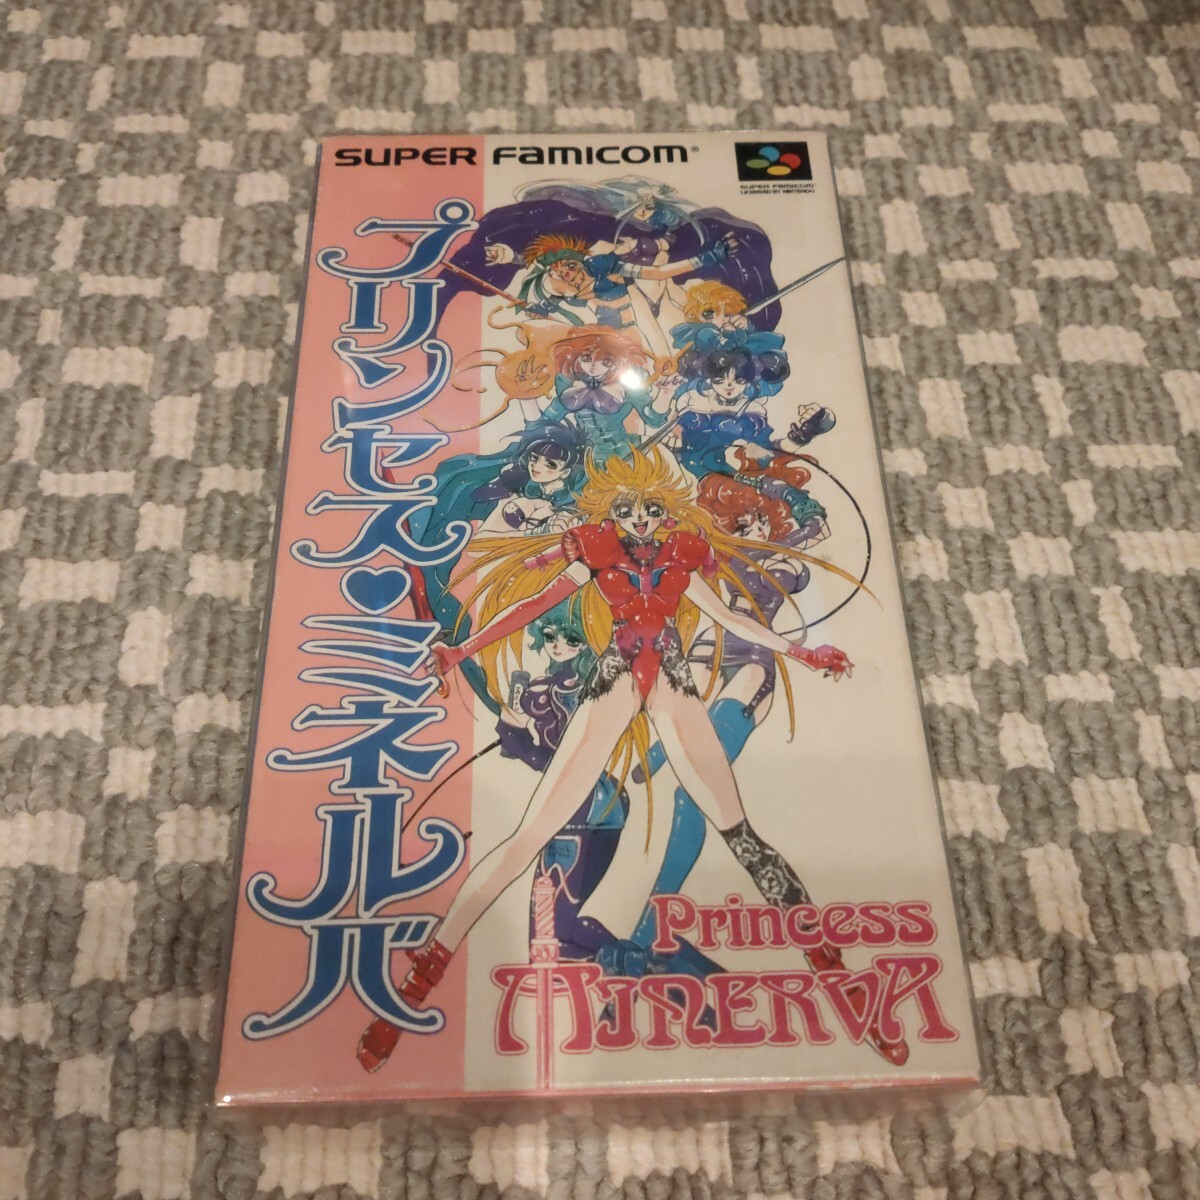 SUPER FAMICOM®
SUPER FAMICOM®
LICENSED BY NINTENDO
プリンセス・ミネルバ
Princess
MINERVA